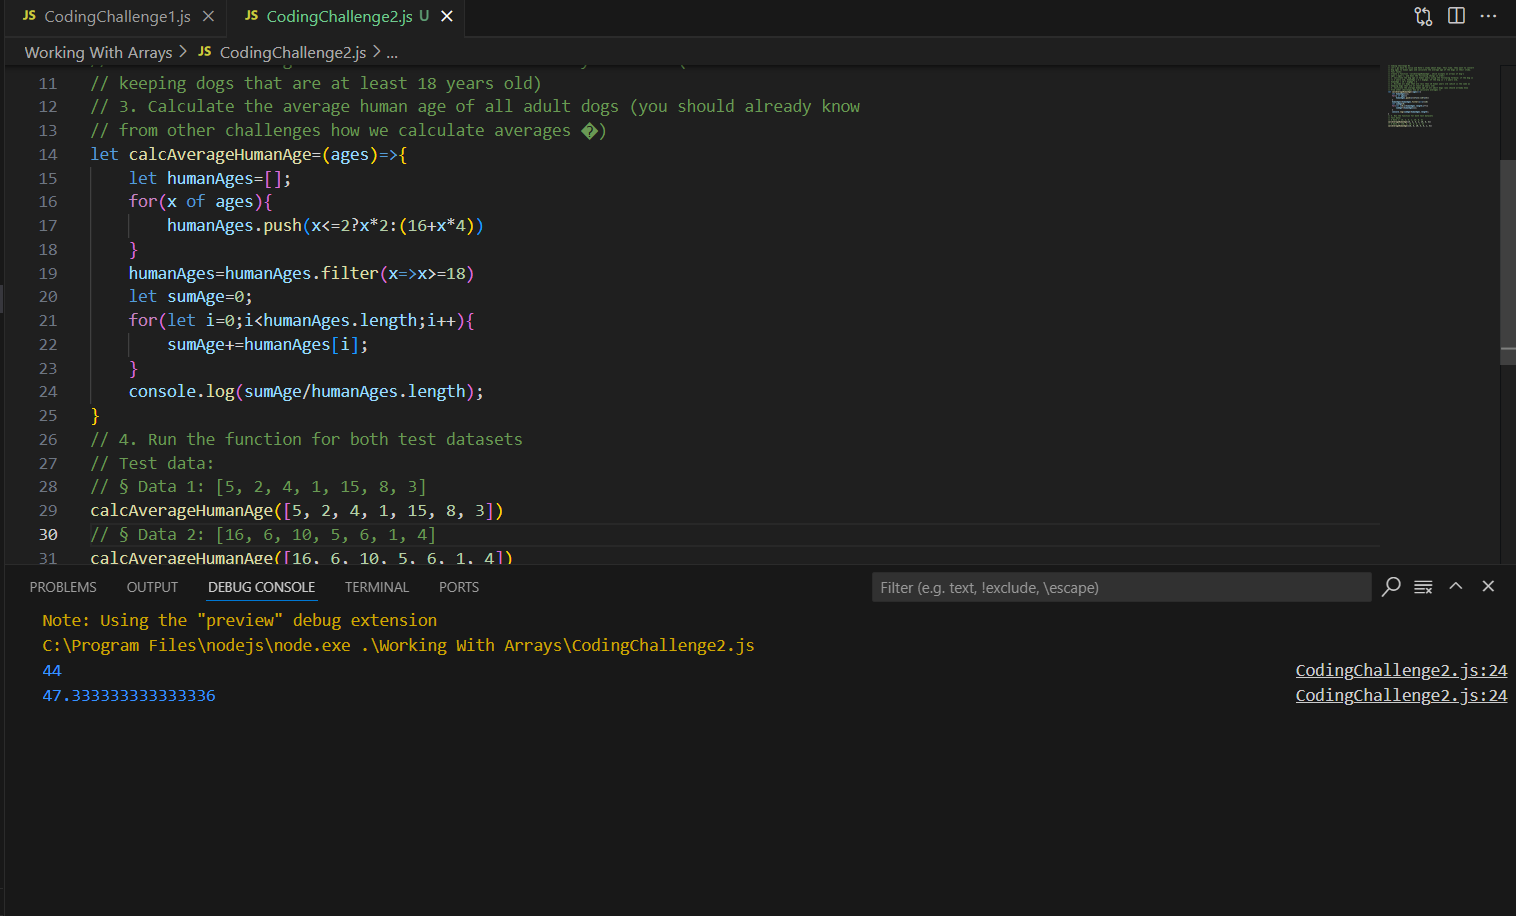 JS CodingChallenge1.js
JS CodingChallenge2.js U
Working With Arrays > JS CodingChallenge2.js > ...
11 // keeping dogs that are at least 18 years old)
12 // 3. Calculate the average human age of all adult dogs (you should already know
13 // from other challenges how we calculate averages �)
14 let calcAverageHumanAge=(ages)=>{
15 let humanAges=[];
16 for(x of ages){
17 humanAges.push(x<=2?x*2:(16+x*4))
18 }
19 humanAges=humanAges.filter(x=>x>=18)
20 let sumAge=0;
21 for(let i=0;i<humanAges.length;i++){
22 sumAge+=humanAges[i];
23 }
24 console.log(sumAge/humanAges.length);
25 }
26 // 4. Run the function for both test datasets
27 // Test data:
28 // § Data 1: [5, 2, 4, 1, 15, 8, 3]
29 calcAverageHumanAge([5, 2, 4, 1, 15, 8, 3])
30 // § Data 2: [16, 6, 10, 5, 6, 1, 4]
31 calcAverageHumanAge([16, 6, 10, 5, 6, 1, 4])
PROBLEMS OUTPUT DEBUG CONSOLE TERMINAL PORTS Filter (e.g. text, !exclude, \escape)
Note: Using the "preview" debug extension
C:\Program Files\nodejs\node.exe .\Working With Arrays\CodingChallenge2.js
44 CodingChallenge2.js:24
47.333333333333336 CodingChallenge2.js:24